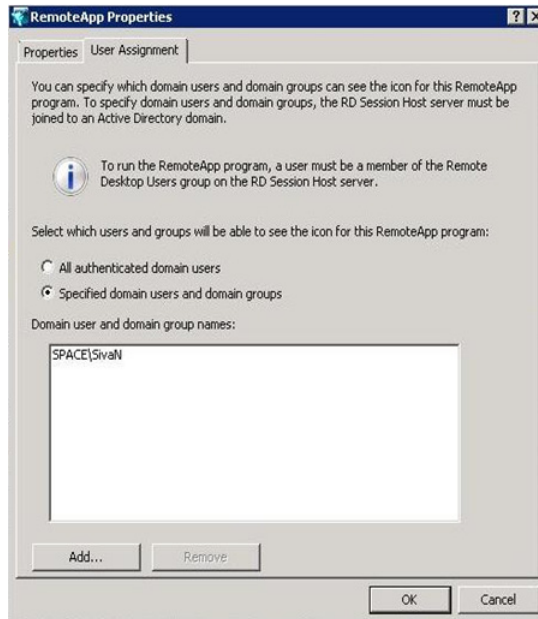 RemoteApp Properties
Properties
User Assignment
You can specify which domain users and domain groups can see the icon for this RemoteApp
program. To specify domain users and domain groups, the RD Session Host server must be
joined to an Active Directory domain.
To run the RemoteApp program, a user must be a member of the Remote
Desktop Users group on the RD Session Host server.
Select which users and groups will be able to see the icon for this RemoteApp program:
All authenticated domain users
Specified domain users and domain groups
Domain user and domain group names:
SPACE\SivaN
Add...
Remove
OK
Cancel